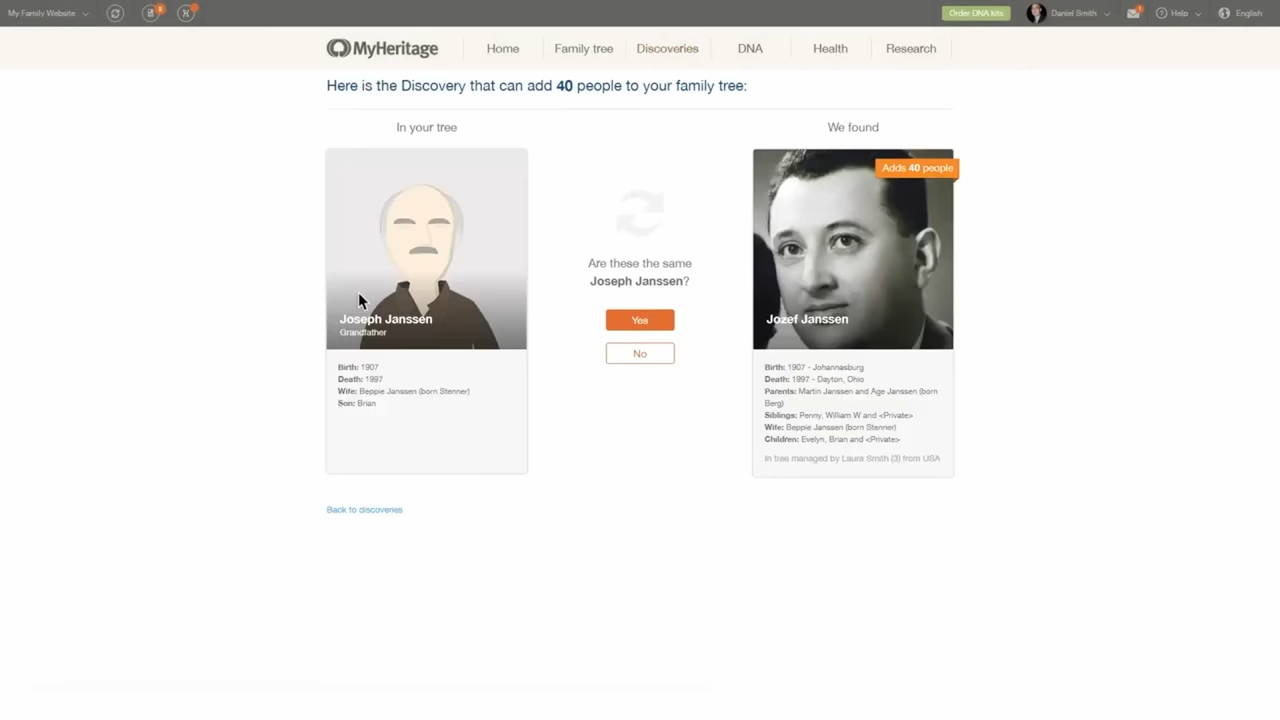 My Family Website
8
Order DNA kits
Daniel Smith
1
Help
English
MyHeritage
Home
Family tree
Discoveries
DNA
Health
Research
Here is the Discovery that can add 40 people to your family tree:
In your tree
We found
Adds 40 people
Are these the same
Joseph Janssen?
Yes
No
Joseph Janssen
Grandfather
Birth: 1907
Death: 1997
Wife: Beppie Janssen (born Stenner)
Son: Brian
Jozef Janssen
Birth: 1907 - Johannasburg
Death: 1997 - Dayton, Ohio
Parents: Martin Janssen and Age Janssen (born
Berg)
Siblings: Penny, William W and <Private>
Wife: Beppie Janssen (born Stenner)
Children: Evelyn, Brian and <Private>
In tree managed by Laura Smith (3) from USA
Back to discoveries